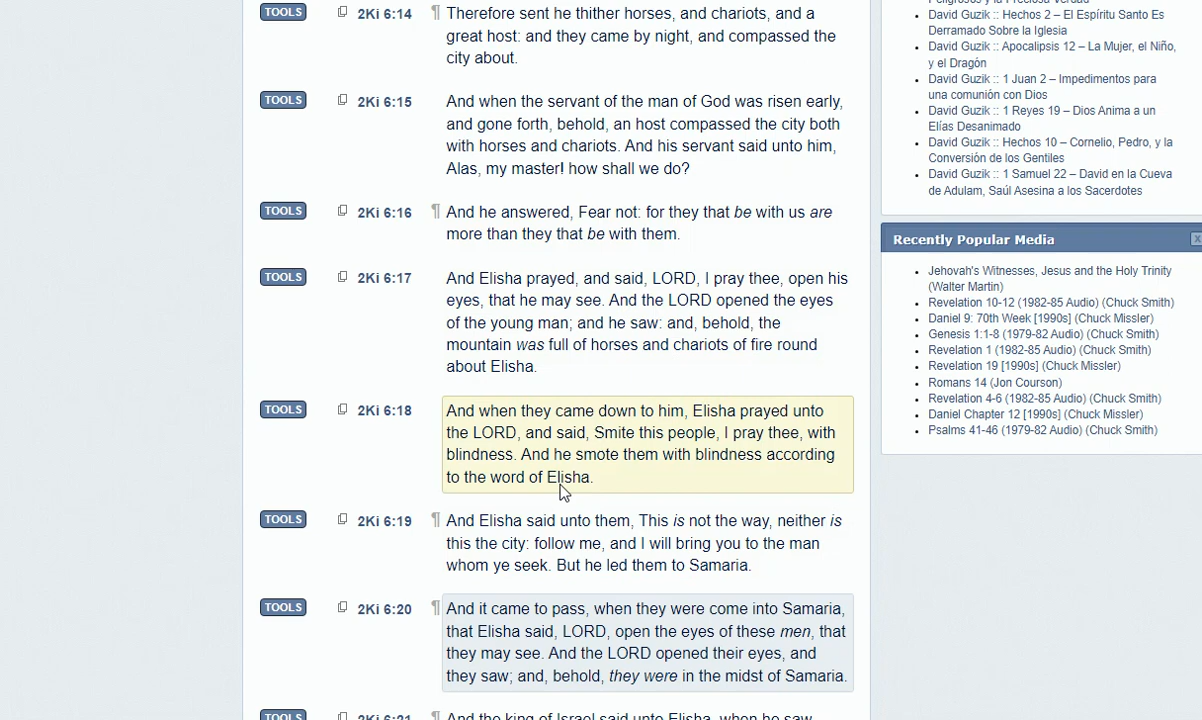 TOOLS 2Ki 6:14 ¶ Therefore sent he thither horses, and chariots, and a
great host: and they came by night, and compassed the
city about.
TOOLS 2Ki 6:15 And when the servant of the man of God was risen early,
and gone forth, behold, an host compassed the city both
with horses and chariots. And his servant said unto him,
Alas, my master! how shall we do?
TOOLS 2Ki 6:16 ¶ And he answered, Fear not: for they that be with us are
more than they that be with them.
TOOLS 2Ki 6:17 And Elisha prayed, and said, LORD, I pray thee, open his
eyes, that he may see. And the LORD opened the eyes
of the young man; and he saw: and, behold, the
mountain was full of horses and chariots of fire round
about Elisha.
TOOLS 2Ki 6:18 And when they came down to him, Elisha prayed unto
the LORD, and said, Smite this people, I pray thee, with
blindness. And he smote them with blindness according
to the word of Elisha.
TOOLS 2Ki 6:19 ¶ And Elisha said unto them, This is not the way, neither is
this the city: follow me, and I will bring you to the man
whom ye seek. But he led them to Samaria.
TOOLS 2Ki 6:20 ¶ And it came to pass, when they were come into Samaria,
that Elisha said, LORD, open the eyes of these men, that
they may see. And the LORD opened their eyes, and
they saw; and, behold, they were in the midst of Samaria.
TOOLS 2Ki 6:21 ¶ And the king of Israel said unto Elisha, when he saw
Peligrosos y la Preciosa Verdad
David Guzik :: Hechos 2 – El Espíritu Santo Es
Derramado Sobre la Iglesia
David Guzik :: Apocalipsis 12 – La Mujer, el Niño,
y el Dragón
David Guzik :: 1 Juan 2 – Impedimentos para
una comunión con Dios
David Guzik :: 1 Reyes 19 – Dios Anima a un
Elías Desanimado
David Guzik :: Hechos 10 – Cornelio, Pedro, y la
Conversión de los Gentiles
David Guzik :: 1 Samuel 22 – David en la Cueva
de Adulam, Saúl Asesina a los Sacerdotes
Recently Popular Media x
Jehovah's Witnesses, Jesus and the Holy Trinity
(Walter Martin)
Revelation 10-12 (1982-85 Audio) (Chuck Smith)
Daniel 9: 70th Week [1990s] (Chuck Missler)
Genesis 1:1-8 (1979-82 Audio) (Chuck Smith)
Revelation 1 (1982-85 Audio) (Chuck Smith)
Revelation 19 [1990s] (Chuck Missler)
Romans 14 (Jon Courson)
Revelation 4-6 (1982-85 Audio) (Chuck Smith)
Daniel Chapter 12 [1990s] (Chuck Missler)
Psalms 41-46 (1979-82 Audio) (Chuck Smith)